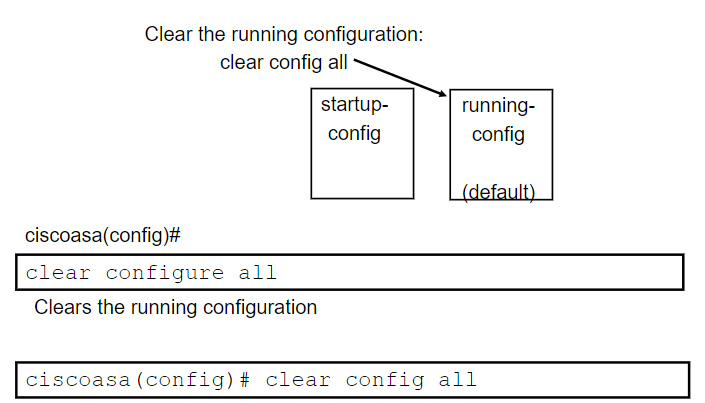 Clear the running configuration:
clear config all
startup-
config
running-
config
(default)
ciscoasa(config)#
clear configure all
Clears the running configuration
ciscoasa(config)# clear config all